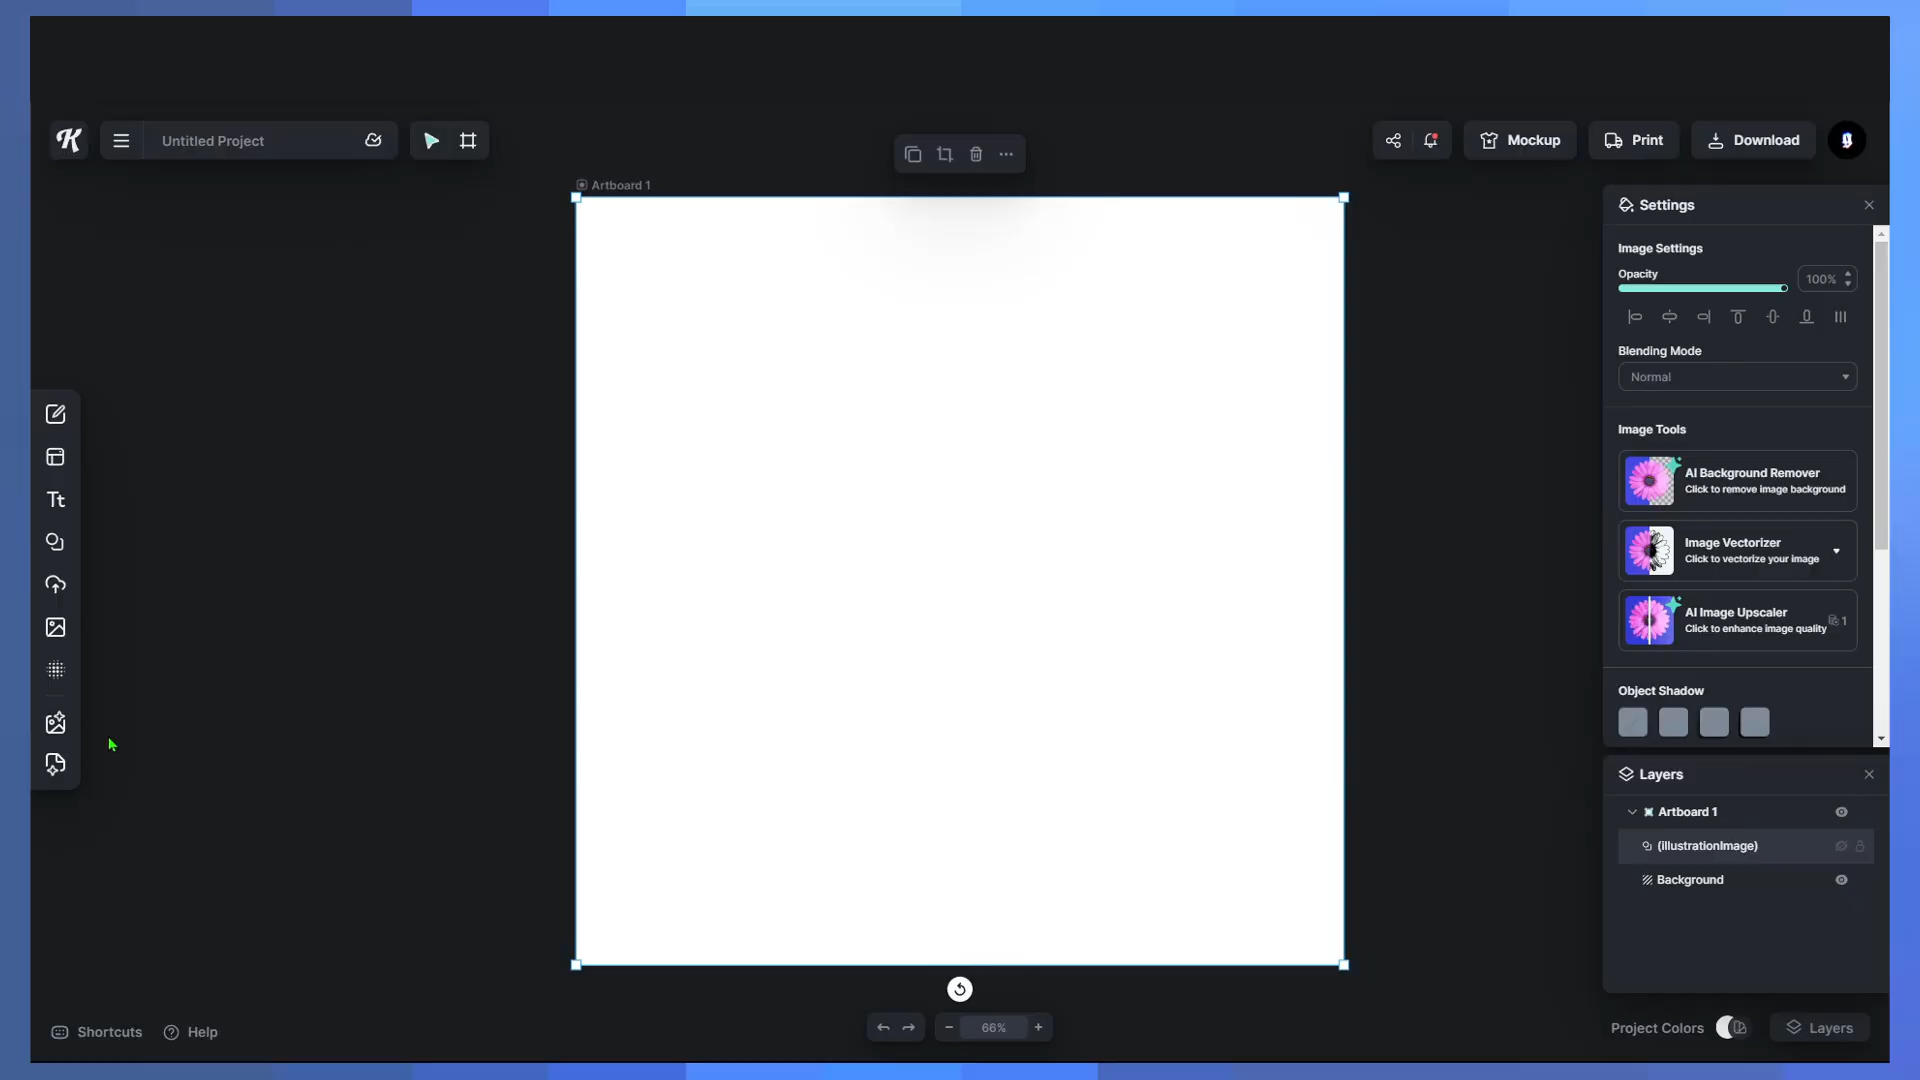 K
Untitled Project
Mockup
Print
Download
Artboard 1
Settings
Image Settings
Opacity
100%
Blending Mode
Normal
Image Tools
AI Background Remover
Click to remove image background
Image Vectorizer
Click to vectorize your image
AI Image Upscaler
Click to enhance image quality
1
Tt
Object Shadow
Layers
Artboard 1
(illustrationImage)
Background
Shortcuts
Help
66%
Project Colors
Layers